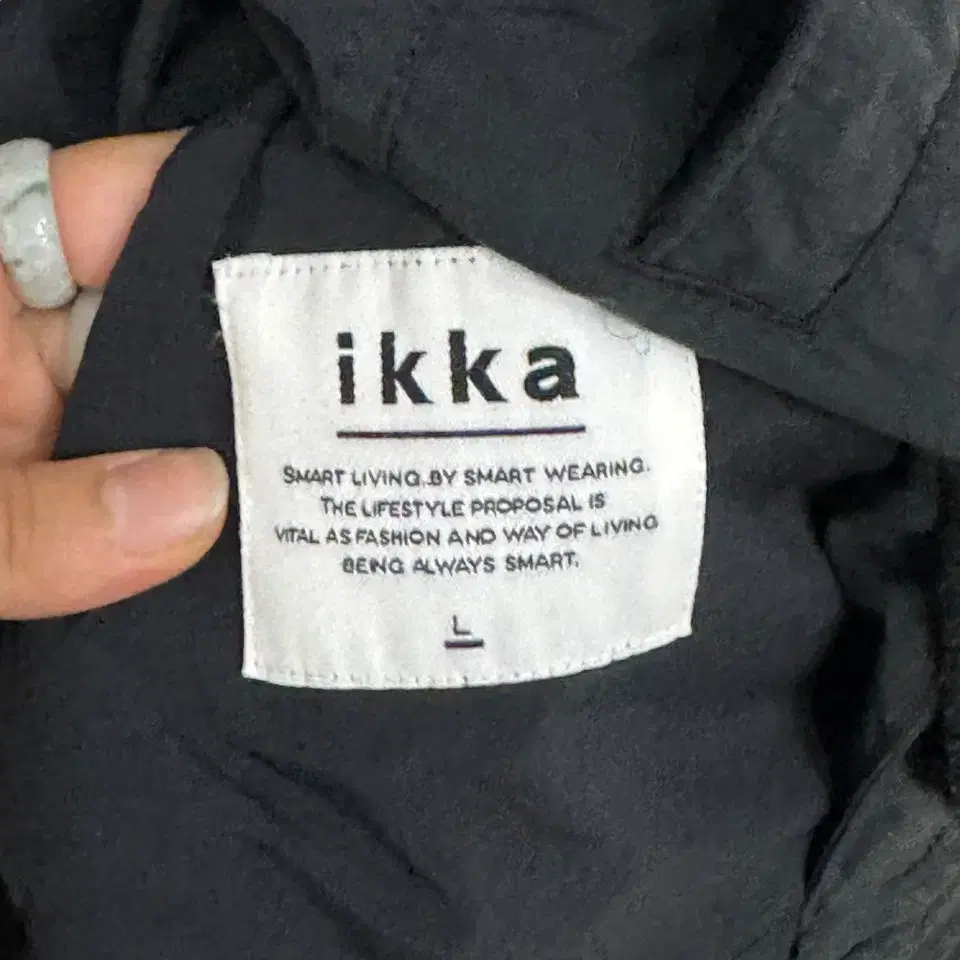 ikka
SMART LIVING..BY SMART WEARING.
THE LIFESTYLE PROPOSAL IS
VITAL AS FASHION AND WAY OF LIVING
BEING ALWAYS SMART.
L